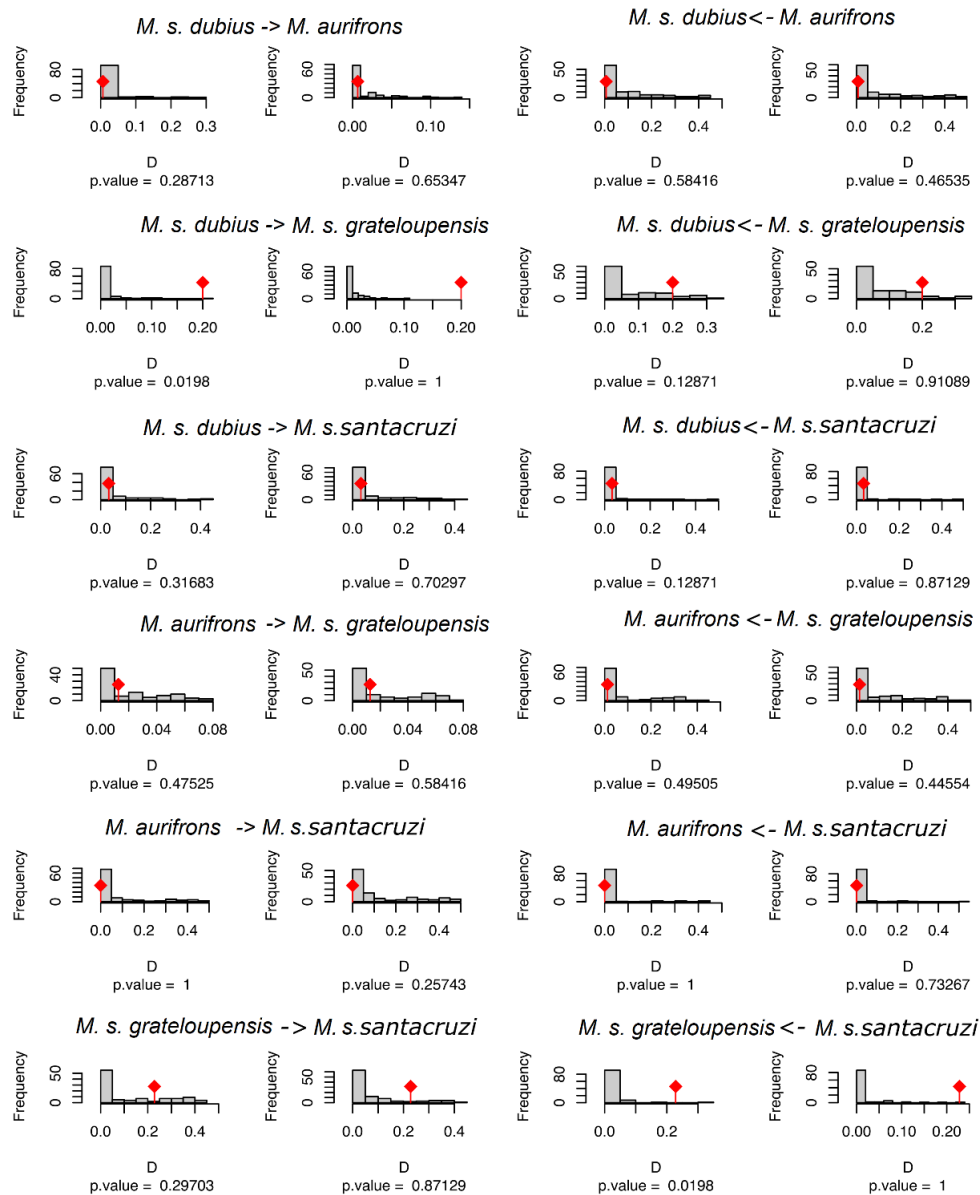 M. s. dubius -> M. aurifrons
M. s. dubius<- M. aurifrons
Frequency
0 80
0.0 0.1 0.2 0.3
D
p.value = 0.28713
Frequency
0 60
0.00 0.10
D
p.value = 0.65347
Frequency
0 50
0.0 0.2 0.4
D
p.value = 0.58416
Frequency
0 50
0.0 0.2 0.4
D
p.value = 0.46535
M. s. dubius -> M. s. grateloupensis
M. s. dubius<- M. s. grateloupensis
Frequency
0 80
0.00 0.10 0.20
D
p.value = 0.0198
Frequency
0 80
0.00 0.10 0.20
D
p.value = 1
Frequency
0 50
0.0 0.1 0.2 0.3
D
p.value = 0.12871
Frequency
0 50
0.0 0.2
D
p.value = 0.91089
M. s. dubius -> M. s.santacruzi
M. s. dubius<- M. s.santacruzi
Frequency
0 60
0.0 0.2 0.4
D
p.value = 0.31683
Frequency
0 60
0.0 0.2 0.4
D
p.value = 0.70297
Frequency
0 80
0.0 0.2 0.4
D
p.value = 0.12871
Frequency
0 80
0.0 0.2 0.4
D
p.value = 0.87129
M. aurifrons -> M. s. grateloupensis
M. aurifrons <- M. s. grateloupensis
Frequency
0 40
0.00 0.04 0.08
D
p.value = 0.47525
Frequency
0 50
0.00 0.04 0.08
D
p.value = 0.58416
Frequency
0 60
0.0 0.2 0.4
D
p.value = 0.49505
Frequency
0 50
0.0 0.2 0.4
D
p.value = 0.44554
M. aurifrons -> M. s.santacruzi
M. aurifrons <- M. s.santacruzi
Frequency
0 60
0.0 0.2 0.4
D
p.value = 1
Frequency
0 50
0.0 0.2 0.4
D
p.value = 0.25743
Frequency
0 80
0.0 0.2 0.4
D
p.value = 1
Frequency
0 80
0.0 0.2 0.4
D
p.value = 0.73267
M. s. grateloupensis -> M. s.santacruzi
M. s. grateloupensis<- M. s.santacruzi
Frequency
0 50
0.0 0.2 0.4
D
p.value = 0.29703
Frequency
0 50
0.0 0.2 0.4
D
p.value = 0.87129
Frequency
0 80
0.0 0.2
D
p.value = 0.0198
Frequency
0 80
0.00 0.10 0.20
D
p.value = 1